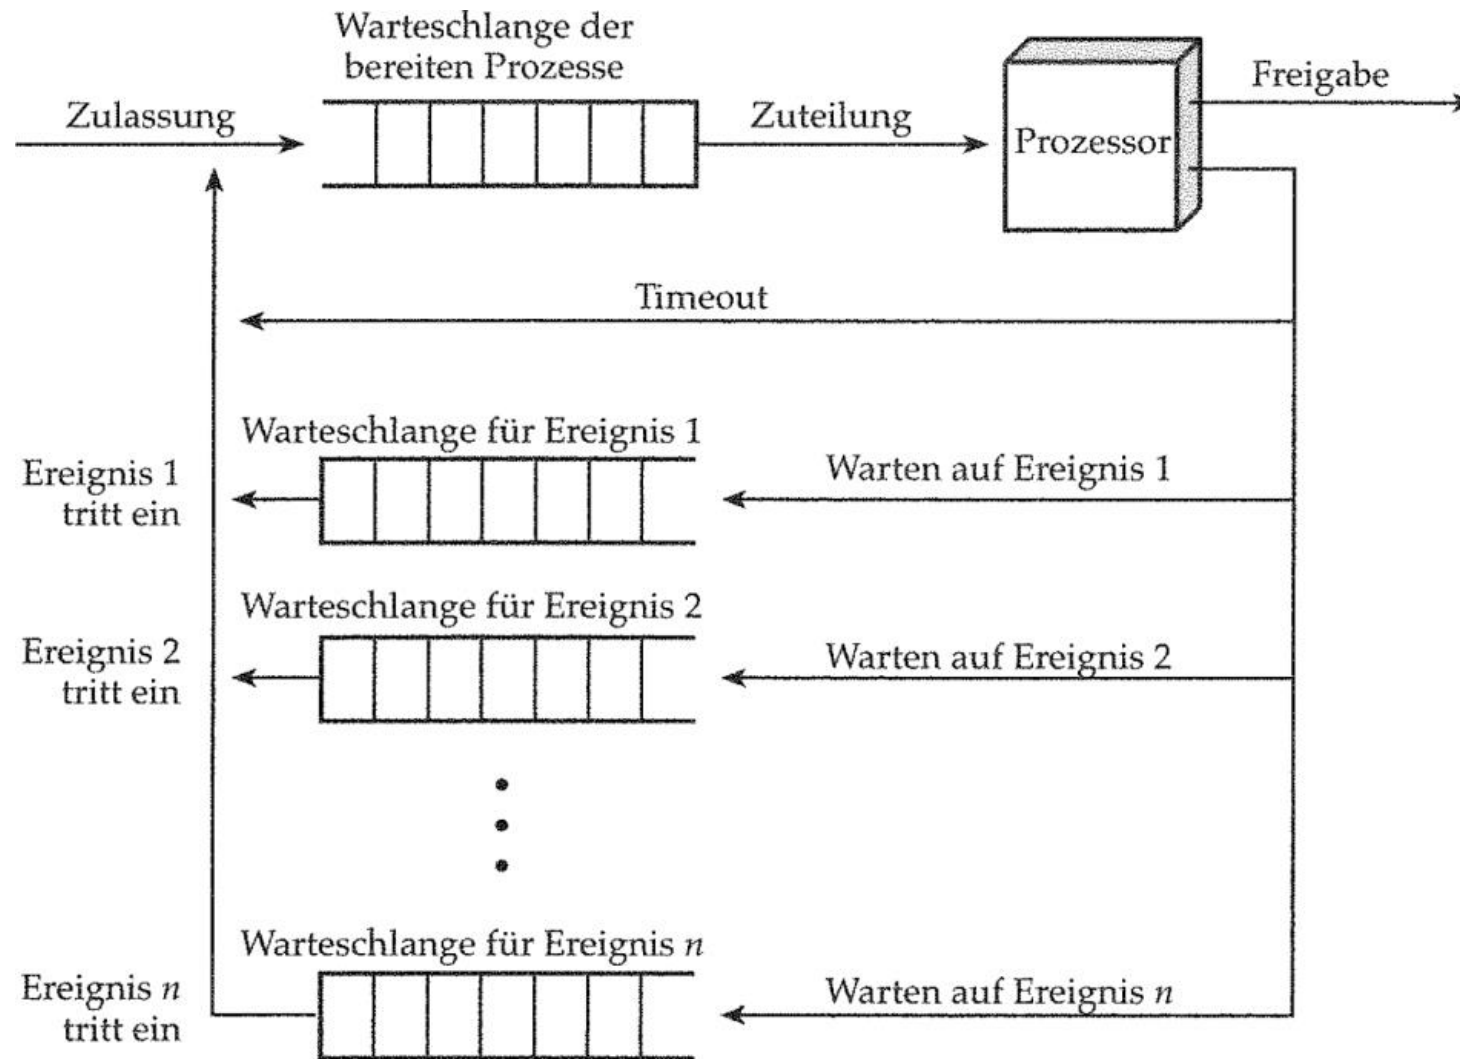 Warteschlange der
bereiten Prozesse
Zulassung
Zuteilung
Prozessor
Freigabe
Timeout
Warteschlange für Ereignis 1
Ereignis 1
tritt ein
Warten auf Ereignis 1
Warteschlange für Ereignis 2
Ereignis 2
tritt ein
Warten auf Ereignis 2
Warteschlange für Ereignis n
Ereignis n
tritt ein
Warten auf Ereignis n